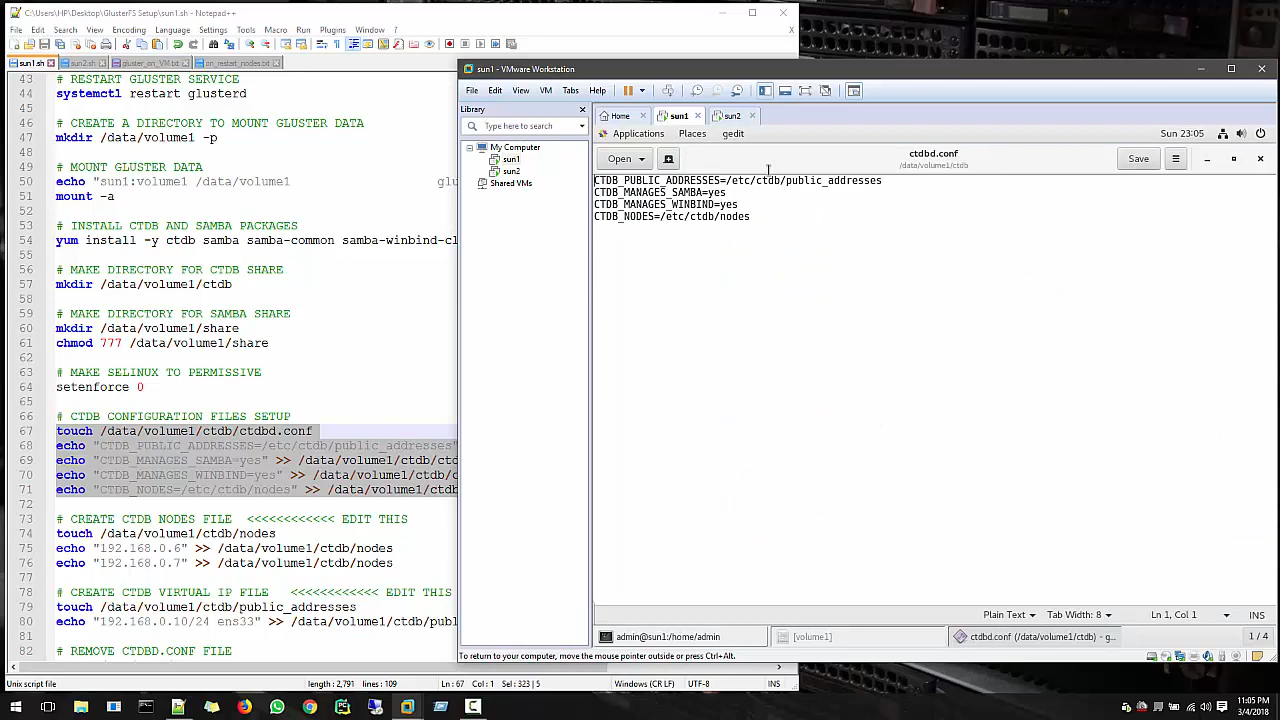 C:\Users\HP\Desktop\GlusterFS Setup\sun1.sh - Notepad++
File Edit Search View Encoding Language Settings Tools Macro Run Plugins Window ?
sun1.sh sun2.sh gluster_on_VM.txt on_restart_nodes.txt
43 # RESTART GLUSTER SERVICE
44 systemctl restart glusterd
45
46 # CREATE A DIRECTORY TO MOUNT GLUSTER DATA
47 mkdir /data/volume1 -p
48
49 # MOUNT GLUSTER DATA
50 echo "sun1:volume1 /data/volume1 gl
51 mount -a
52
53 # INSTALL CTDB AND SAMBA PACKAGES
54 yum install -y ctdb samba samba-common samba-winbind-cl
55
56 # MAKE DIRECTORY FOR CTDB SHARE
57 mkdir /data/volume1/ctdb
58
59 # MAKE DIRECTORY FOR SAMBA SHARE
60 mkdir /data/volume1/share
61 chmod 777 /data/volume1/share
62
63 # MAKE SELINUX TO PERMISSIVE
64 setenforce 0
65
66 # CTDB CONFIGURATION FILES SETUP
67 touch /data/volume1/ctdb/ctdbd.conf
68 echo "CTDB_PUBLIC_ADDRESSES=/etc/ctdb/public_addresses"
69 echo "CTDB_MANAGES_SAMBA=yes" >> /data/volume1/ctdb/ctd
70 echo "CTDB_MANAGES_WINBIND=yes" >> /data/volume1/ctdb/c
71 echo "CTDB_NODES=/etc/ctdb/nodes" >> /data/volume1/ctdb
72
73 # CREATE CTDB NODES FILE <<<<<<<<<<<< EDIT THIS
74 touch /data/volume1/ctdb/nodes
75 echo "192.168.0.6" >> /data/volume1/ctdb/nodes
76 echo "192.168.0.7" >> /data/volume1/ctdb/nodes
77
78 # CREATE CTDB VIRTUAL IP FILE <<<<<<<<<<<< EDIT THIS
79 touch /data/volume1/ctdb/public_addresses
80 echo "192.168.0.10/24 ens33" >> /data/volume1/ctdb/publ
81
82 # REMOVE CTDBD.CONF FILE
Unix script file length : 2,791 lines : 109 Ln : 67 Col : 1 Sel : 323 | 5 Windows (CR LF) UTF-8 INS
sun1 - VMware Workstation
File Edit View VM Tabs Help
Library
Type here to search
My Computer
sun1
sun2
Shared VMs
Home sun1 sun2
Applications Places gedit Sun 23:05
Open ctdbd.conf Save
/data/volume1/ctdb
CTDB_PUBLIC_ADDRESSES=/etc/ctdb/public_addresses
CTDB_MANAGES_SAMBA=yes
CTDB_MANAGES_WINBIND=yes
CTDB_NODES=/etc/ctdb/nodes
Plain Text Tab Width: 8 Ln 1, Col 1 INS
admin@sun1:/home/admin [volume1] ctdbd.conf (/data/volume1/ctdb) - g... 1 / 4
To return to your computer, move the mouse pointer outside or press Ctrl+Alt.
11:05 PM
3/4/2018